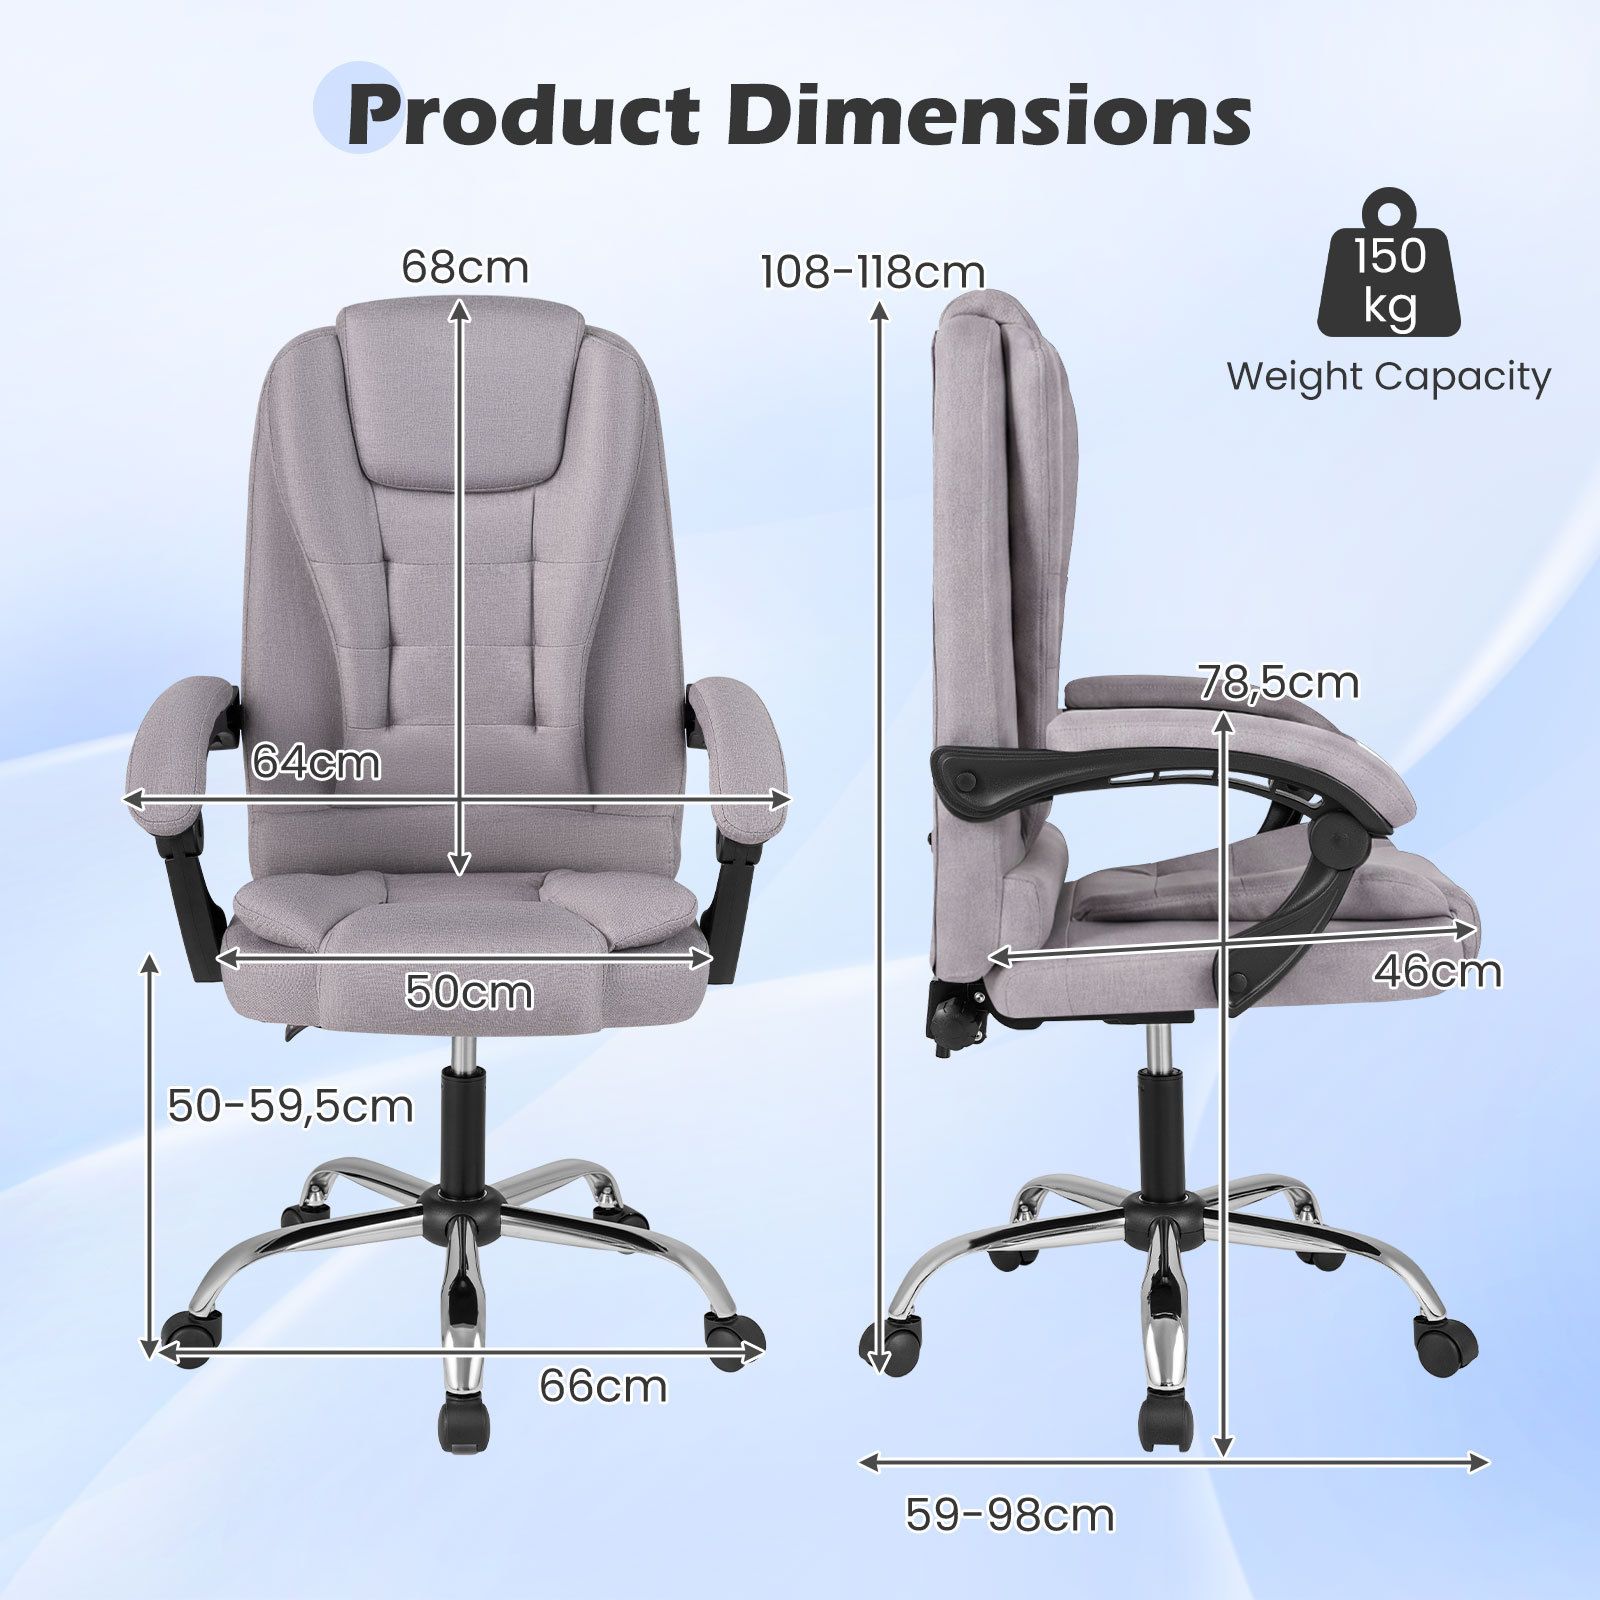 Product Dimensions
68cm
108-118cm
150
kg
Weight Capacity
78,5cm
64cm
46cm
50cm
50-59,5cm
66cm
59-98cm